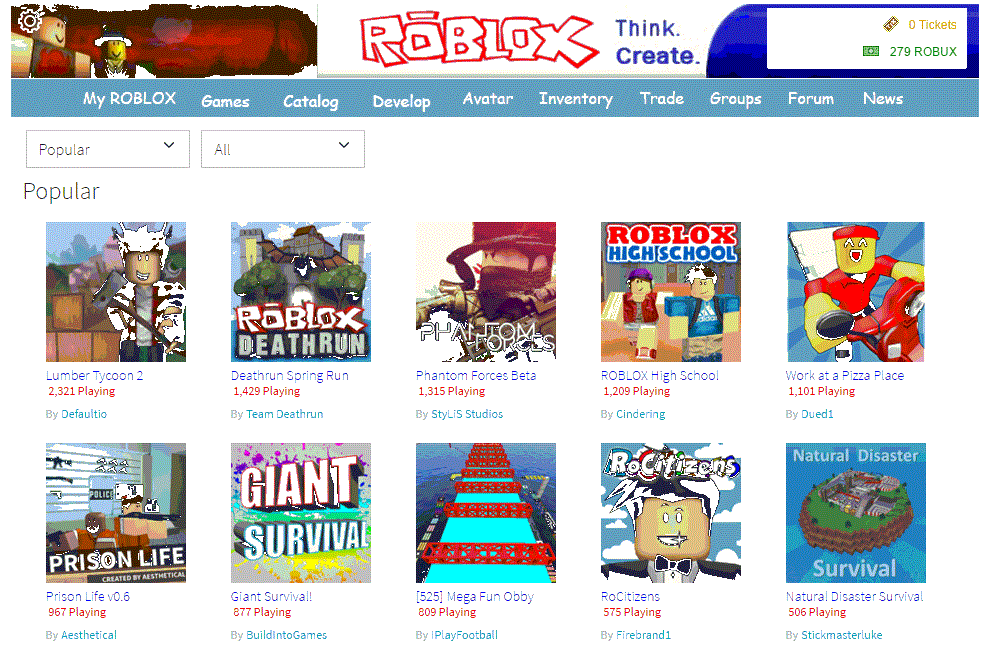 RŌBLOX
Think.
Create.
0 Tickets
279 ROBUX
My ROBLOX Games Catalog Develop Avatar Inventory Trade Groups Forum News
Popular All
Popular
RŌBLOX
DEATHRUN
PHANTOM
FORCES
ROBLOX
HIGH SCHOOL
Lumber Tycoon 2
2,321 Playing
By Defaultio
Deathrun Spring Run
1,429 Playing
By Team Deathrun
Phantom Forces Beta
1,315 Playing
By StyLiS Studios
ROBLOX High School
1,209 Playing
By Cindering
Work at a Pizza Place
1,101 Playing
By Dued1
POLICE
PRISON LIFE
CREATED BY AESTHETICAL
GIANT
SURVIVAL
RoCitizens
Natural Disaster
Survival
Prison Life v0.6
967 Playing
By Aesthetical
Giant Survival!
877 Playing
By BuildIntoGames
[525] Mega Fun Obby
809 Playing
By IPlayFootball
RoCitizens
575 Playing
By Firebrand1
Natural Disaster Survival
506 Playing
By Stickmasterluke